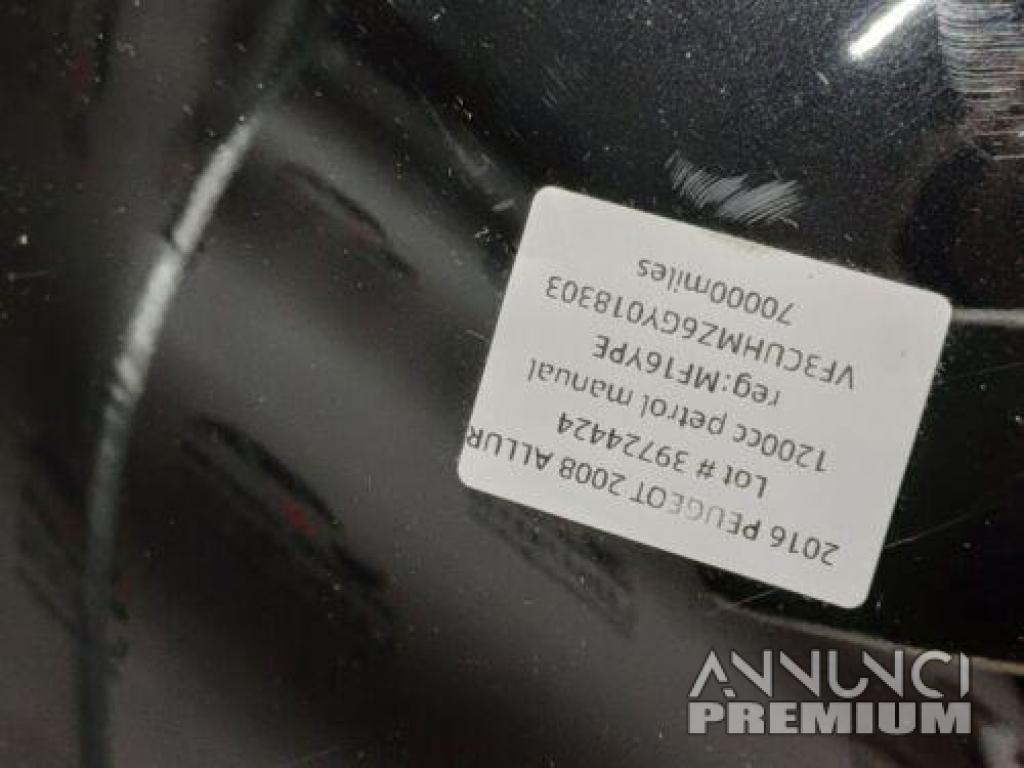 2016 PEUGEOT 2008 ALLUR
Lot # 39724424
1200cc petrol manual
reg:MF16YPE
VF3CUHMZ6GY018303
70000miles
ANNUNCI
PREMIUM